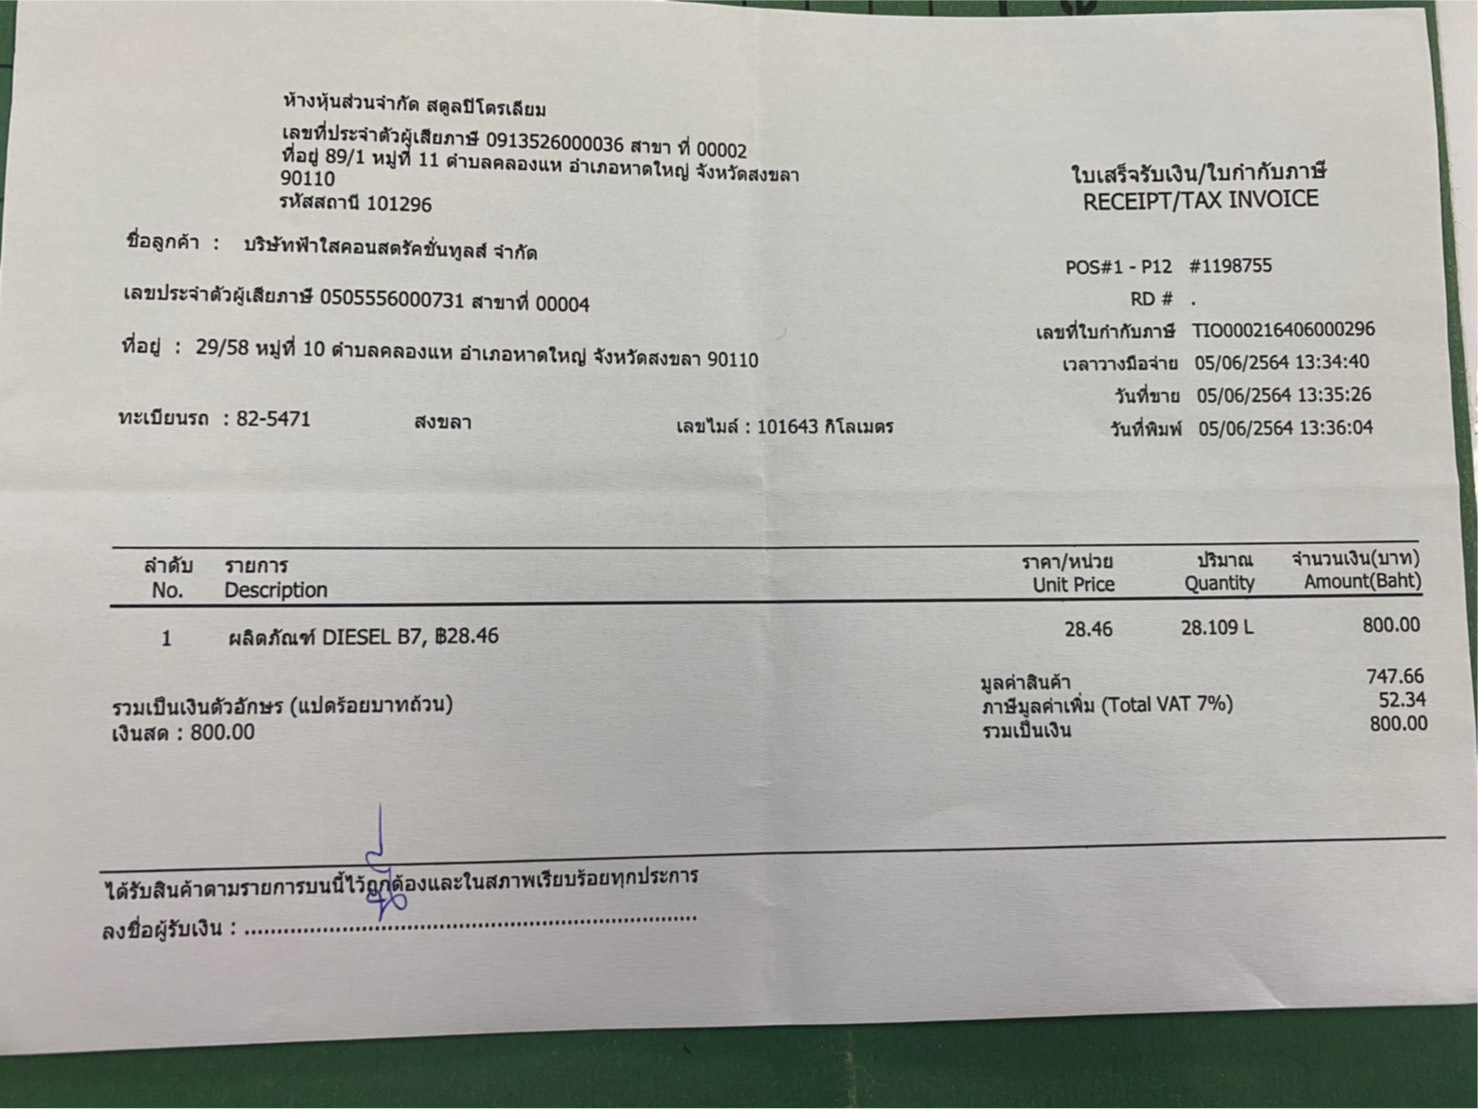 ห้างหุ้นส่วนจำกัด สตูลปิโตรเลียม
เลขที่ประจำตัวผู้เสียภาษี 0913526000036 สาขา ที่ 00002
ที่อยู่ 89/1 หมู่ที่ 11 ตำบลคลองแห อำเภอหาดใหญ่ จังหวัดสงขลา
90110
รหัสสถานี 101296
ใบเสร็จรับเงิน/ใบกำกับภาษี
RECEIPT/TAX INVOICE
ชื่อลูกค้า : บริษัทฟ้าใสคอนสตรัคชั่นทูลส์ จำกัด
เลขประจำตัวผู้เสียภาษี 0505556000731 สาขาที่ 00004
ที่อยู่ : 29/58 หมู่ที่ 10 ตำบลคลองแห อำเภอหาดใหญ่ จังหวัดสงขลา 90110
ทะเบียนรถ : 82-5471 สงขลา เลขไมล์ : 101643 กิโลเมตร
POS#1 - P12 #1198755
RD # .
เลขที่ใบกำกับภาษี TIO000216406000296
เวลาวางมือจ่าย 05/06/2564 13:34:40
วันที่ขาย 05/06/2564 13:35:26
วันที่พิมพ์ 05/06/2564 13:36:04
ลำดับ รายการ ราคา/หน่วย ปริมาณ จำนวนเงิน(บาท)
No. Description Unit Price Quantity Amount(Baht)
1 ผลิตภัณฑ์ DIESEL B7, ฿28.46 28.46 28.109 L 800.00
มูลค่าสินค้า 747.66
รวมเป็นเงินตัวอักษร (แปดร้อยบาทถ้วน) ภาษีมูลค่าเพิ่ม (Total VAT 7%) 52.34
เงินสด : 800.00 รวมเป็นเงิน 800.00
ได้รับสินค้าตามรายการบนนี้ไว้ถูกต้องและในสภาพเรียบร้อยทุกประการ
ลงชื่อผู้รับเงิน : ......................................................................